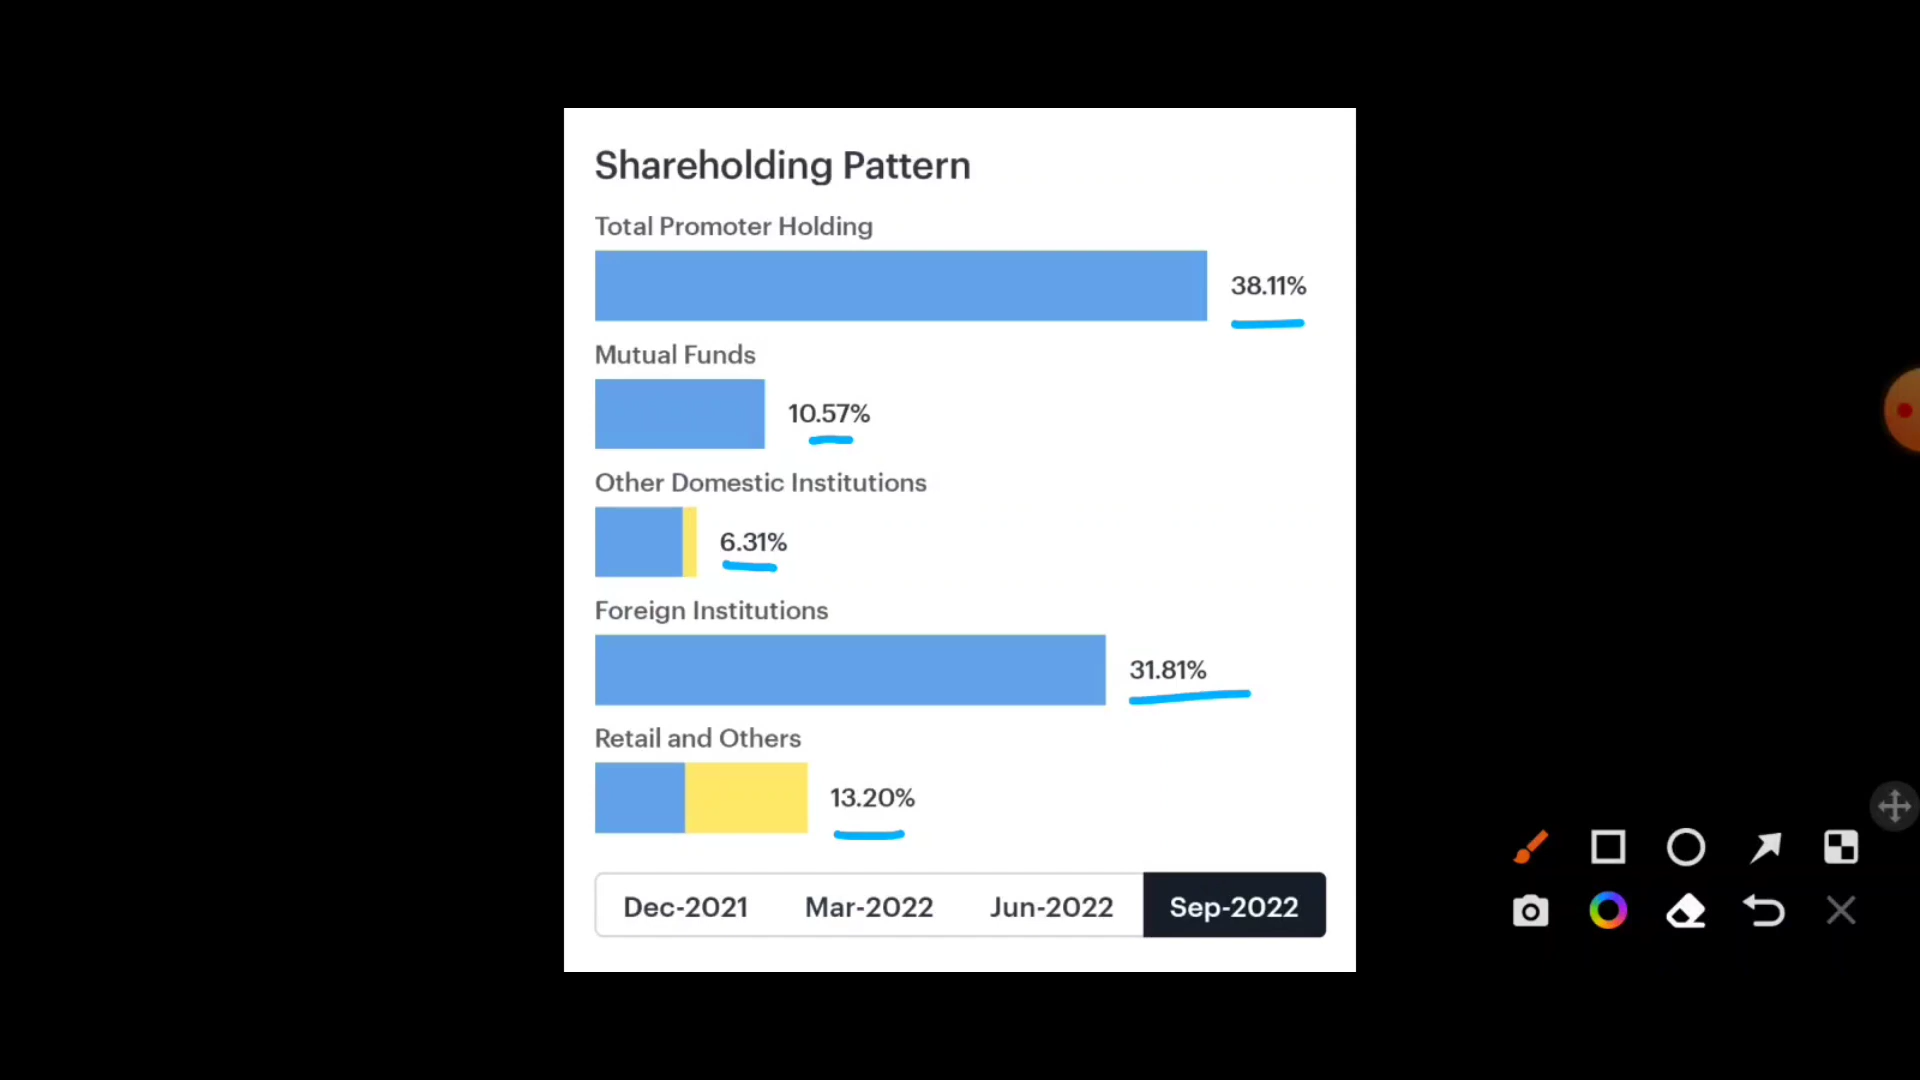 Shareholding Pattern
Total Promoter Holding
38.11%
Mutual Funds
10.57%
Other Domestic Institutions
6.31%
Foreign Institutions
31.81%
Retail and Others
13.20%
Dec-2021 Mar-2022 Jun-2022 Sep-2022